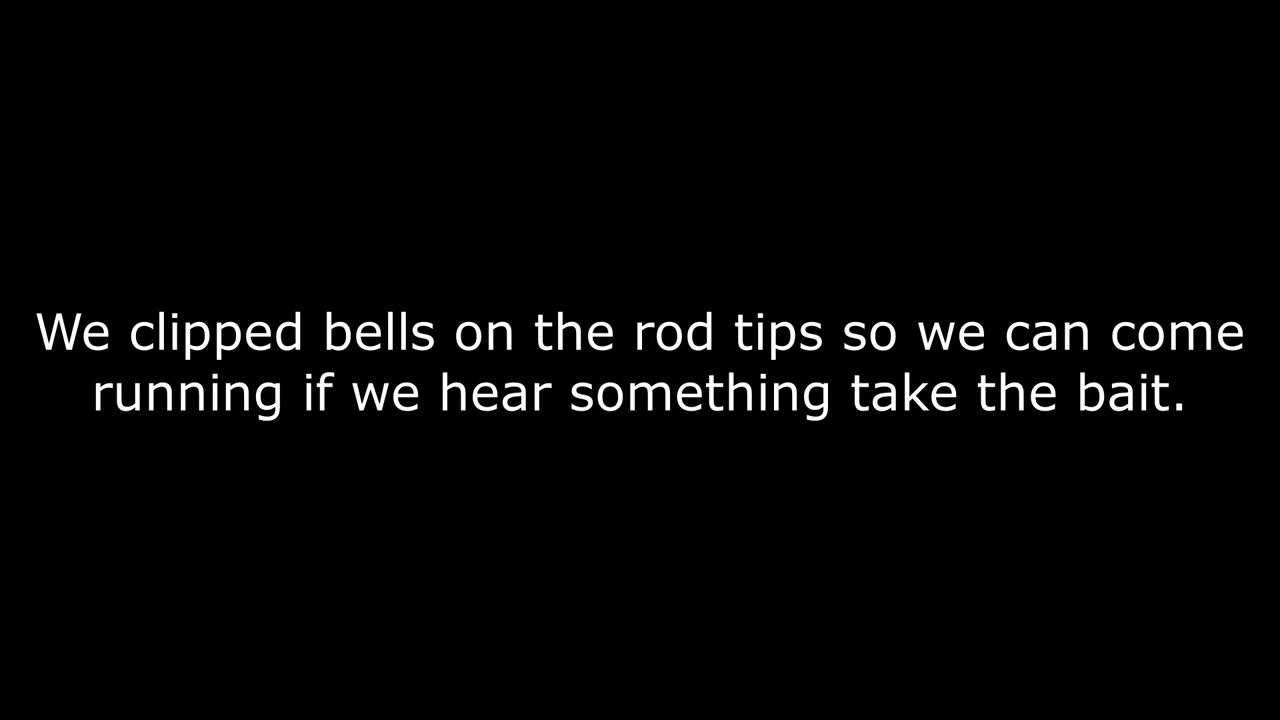 We clipped bells on the rod tips so we can come
running if we hear something take the bait.